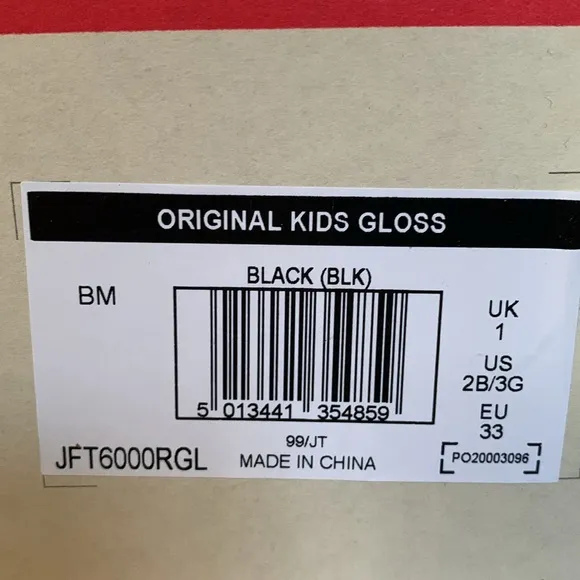 ORIGINAL KIDS GLOSS
BLACK (BLK)
BM
UK
1
US
2B/3G
EU
33
5 013441 354859
99/JT
JFT6000RGL
MADE IN CHINA
PO20003096